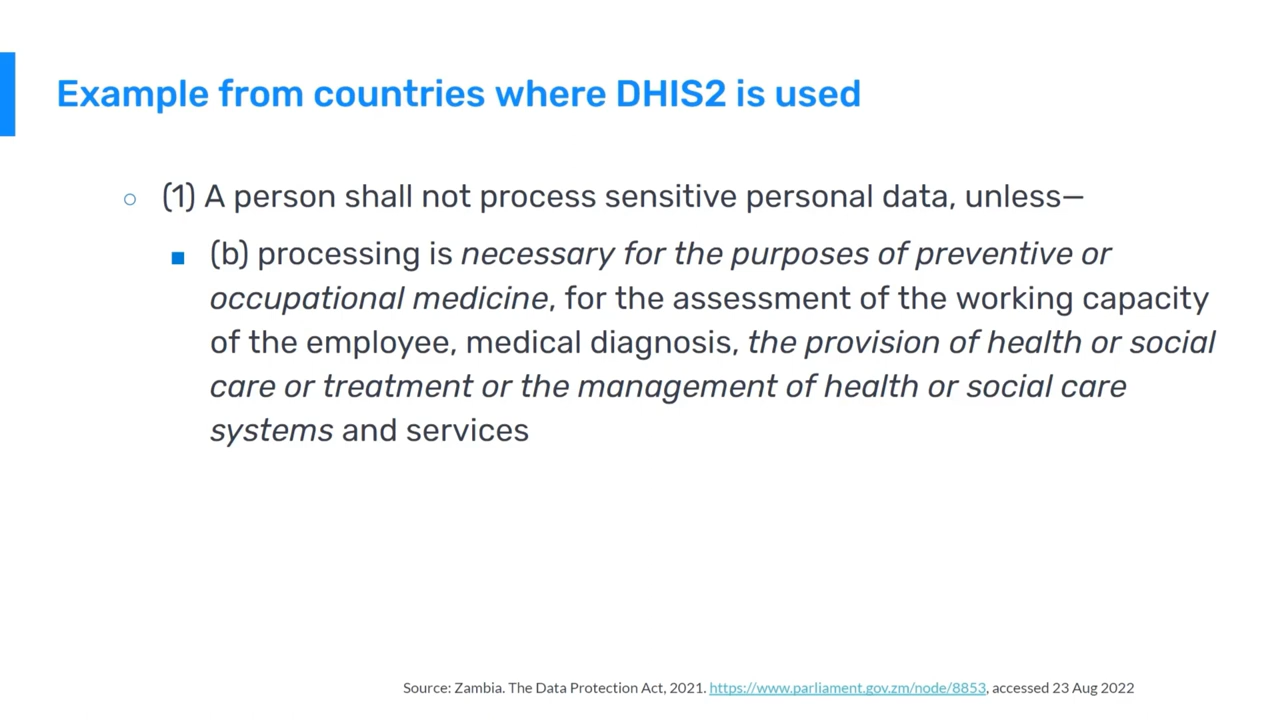 Example from countries where DHIS2 is used
(1) A person shall not process sensitive personal data, unless—
(b) processing is necessary for the purposes of preventive or
occupational medicine, for the assessment of the working capacity
of the employee, medical diagnosis, the provision of health or social
care or treatment or the management of health or social care
systems and services
Source: Zambia. The Data Protection Act, 2021. https://www.parliament.gov.zm/node/8853, accessed 23 Aug 2022